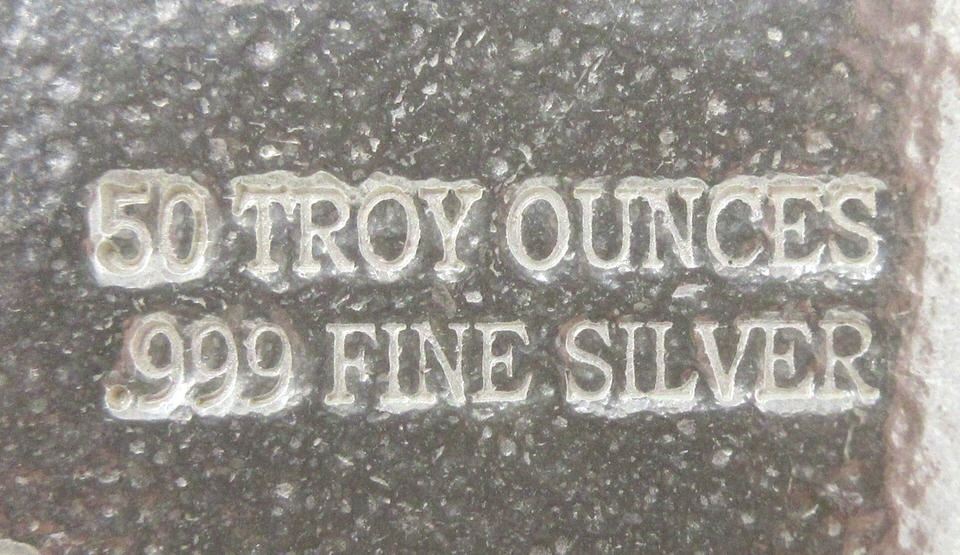 50 TROY OUNCES
.999 FINE SILVER